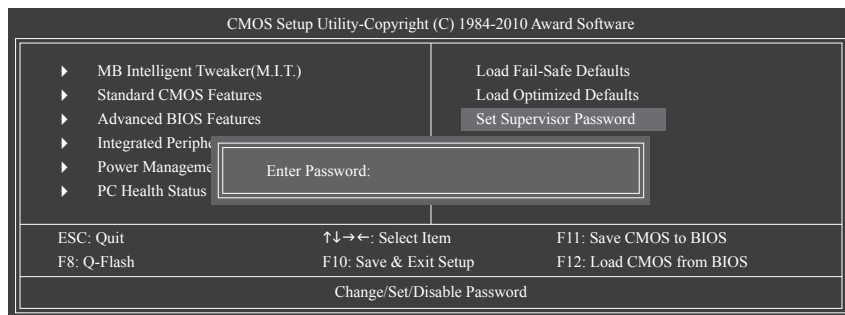 CMOS Setup Utility-Copyright (C) 1984-2010 Award Software
MB Intelligent Tweaker(M.I.T.)
Standard CMOS Features
Advanced BIOS Features
Integrated Periphe
Power Manageme
PC Health Status
Load Fail-Safe Defaults
Load Optimized Defaults
Set Supervisor Password
Enter Password:
ESC: Quit ↑↓→←: Select Item F11: Save CMOS to BIOS
F8: Q-Flash F10: Save & Exit Setup F12: Load CMOS from BIOS
Change/Set/Disable Password